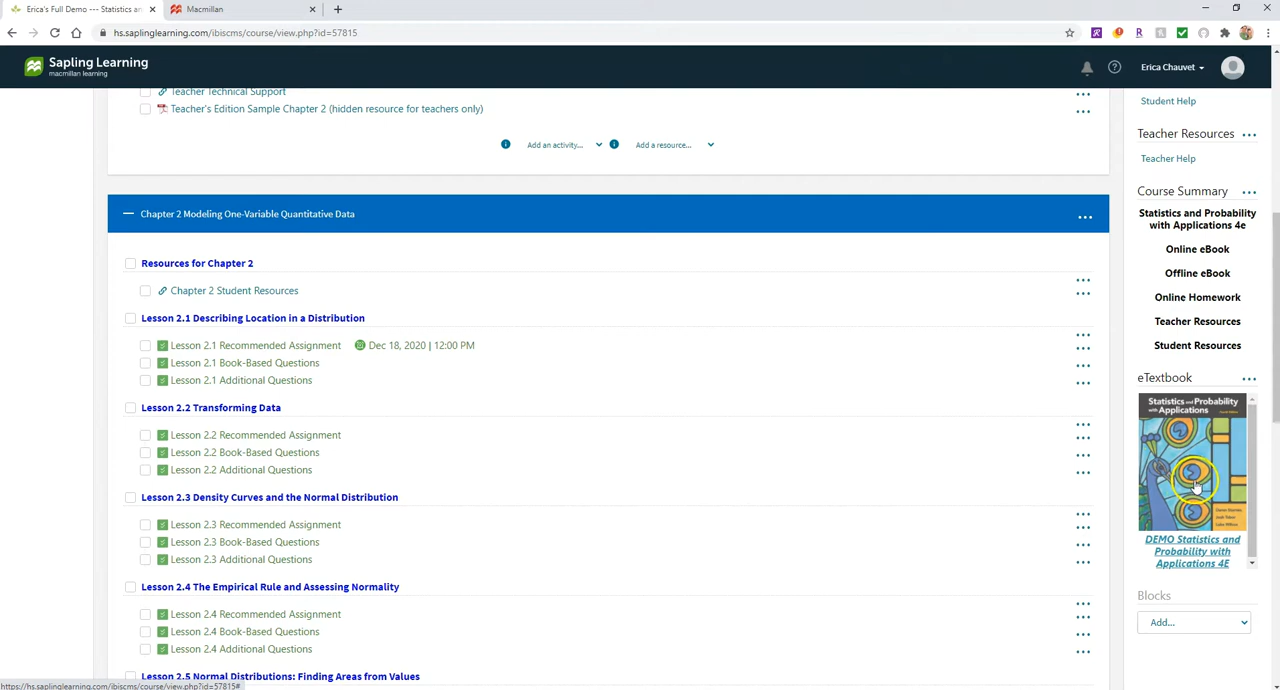 Erica's Full Demo --- Statistics an
Macmillan
hs.saplinglearning.com/ibiscms/course/view.php?id=57815
Sapling Learning
macmillan learning
Erica Chauvet
Teacher Technical Support
Teacher's Edition Sample Chapter 2 (hidden resource for teachers only)
Add an activity...
Add a resource...
Chapter 2 Modeling One-Variable Quantitative Data
Resources for Chapter 2
Chapter 2 Student Resources
Lesson 2.1 Describing Location in a Distribution
Lesson 2.1 Recommended Assignment
Dec 18, 2020 | 12:00 PM
Lesson 2.1 Book-Based Questions
Lesson 2.1 Additional Questions
Lesson 2.2 Transforming Data
Lesson 2.2 Recommended Assignment
Lesson 2.2 Book-Based Questions
Lesson 2.2 Additional Questions
Lesson 2.3 Density Curves and the Normal Distribution
Lesson 2.3 Recommended Assignment
Lesson 2.3 Book-Based Questions
Lesson 2.3 Additional Questions
Lesson 2.4 The Empirical Rule and Assessing Normality
Lesson 2.4 Recommended Assignment
Lesson 2.4 Book-Based Questions
Lesson 2.4 Additional Questions
Lesson 2.5 Normal Distributions: Finding Areas from Values
Student Help
Teacher Resources
Teacher Help
Course Summary
Statistics and Probability
with Applications 4e
Online eBook
Offline eBook
Online Homework
Teacher Resources
Student Resources
eTextbook
Statistics and Probability
with Applications
DEMO Statistics and
Probability with
Applications 4E
Blocks
Add...
https://hs.saplinglearning.com/ibiscms/course/view.php?id=57815#